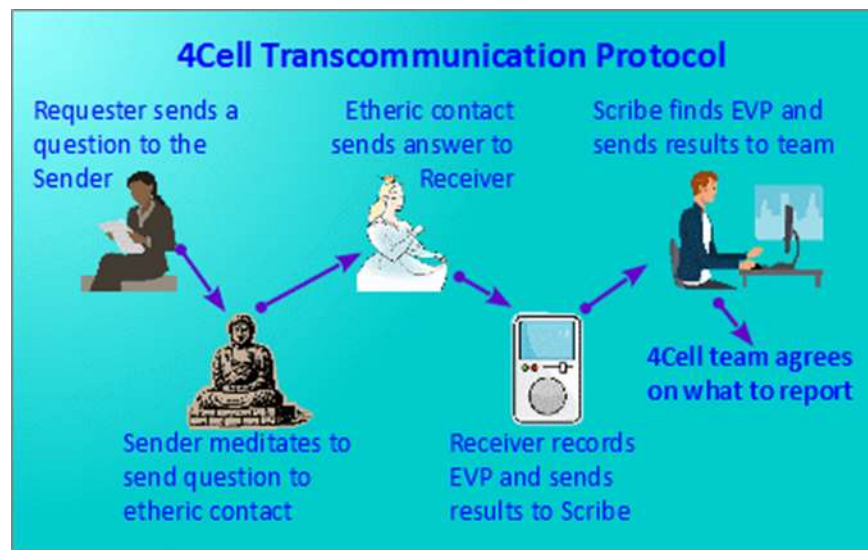 4Cell Transcommunication Protocol
Requester sends a
question to the
Sender
Etheric contact
sends answer to
Receiver
Scribe finds EVP and
sends results to team
Sender meditates to
send question to
etheric contact
Receiver records
EVP and sends
results to Scribe
4Cell team agrees
on what to report